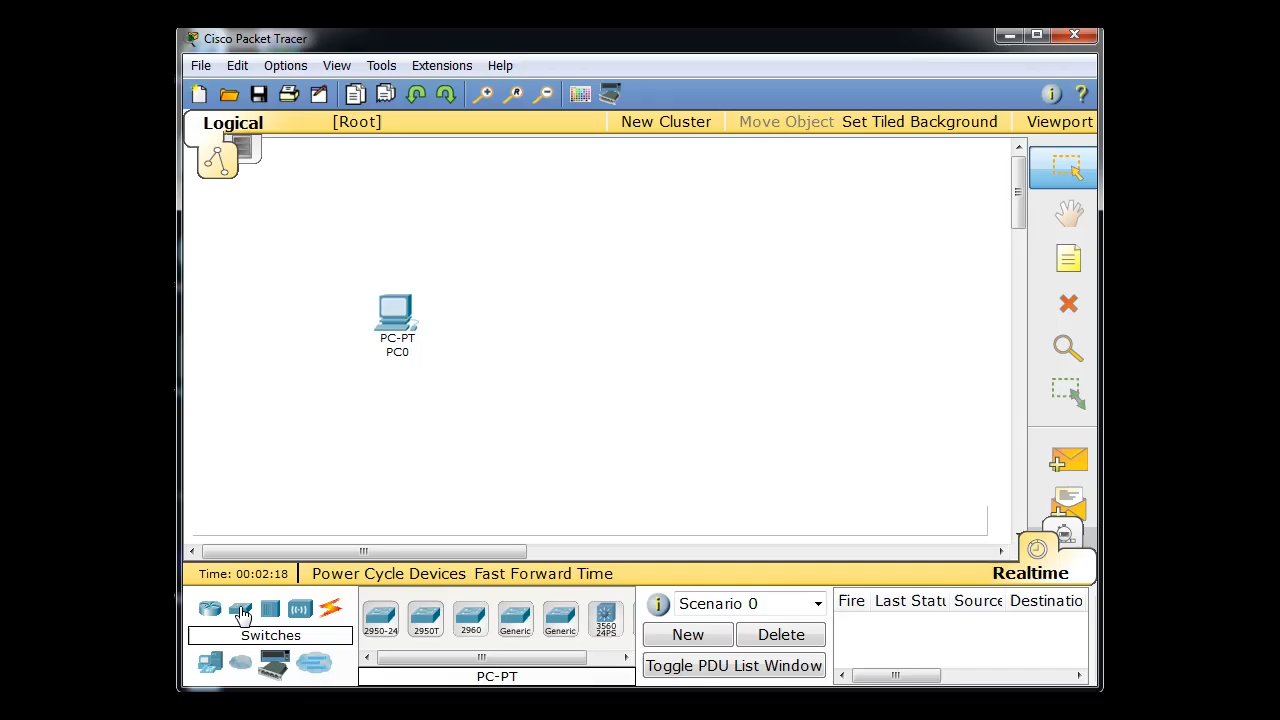 Cisco Packet Tracer
File Edit Options View Tools Extensions Help
Logical [Root] New Cluster Move Object Set Tiled Background Viewport
PC-PT
PC0
Time: 00:02:18 Power Cycle Devices Fast Forward Time Realtime
Switches
2950-24 2950T 2960 Generic Generic 3560
24PS
PC-PT
Scenario 0
New Delete
Toggle PDU List Window
Fire Last Statu Source Destinatio